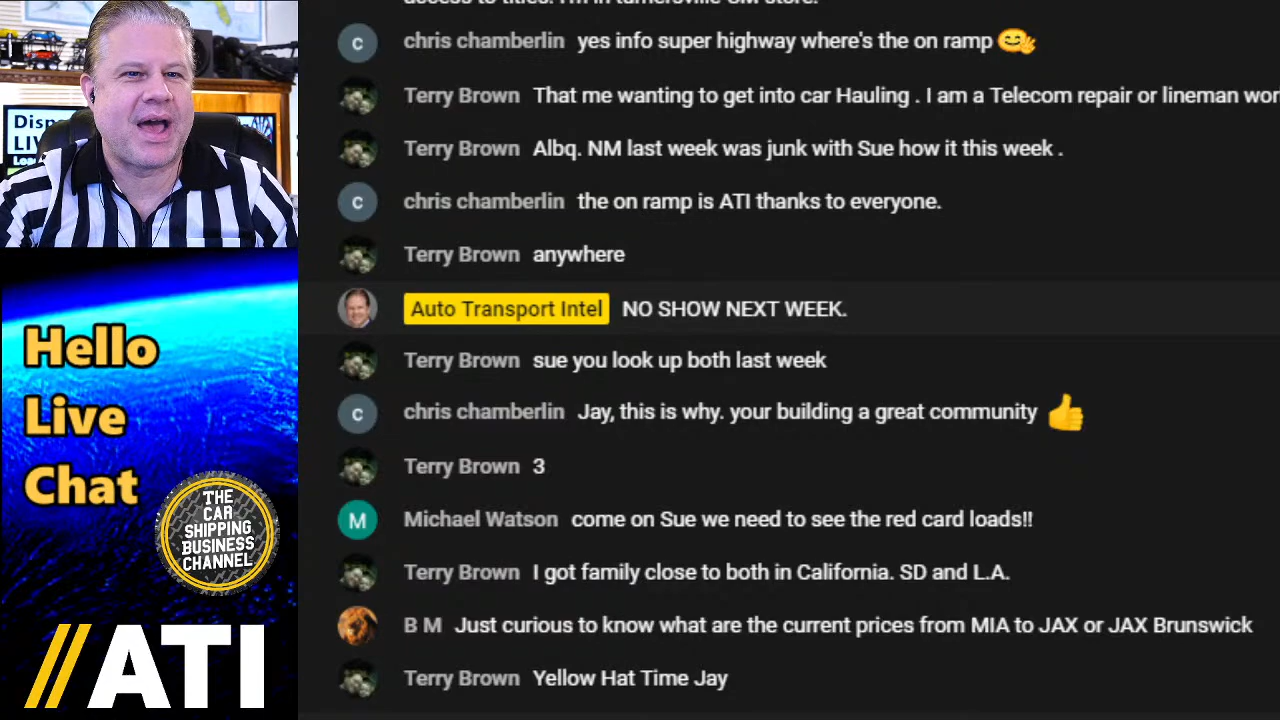 access to titles. I'm in turnersville GM store.
chris chamberlin yes info super highway where's the on ramp 😊👋
Terry Brown That me wanting to get into car Hauling . I am a Telecom repair or lineman wor
Terry Brown Albq. NM last week was junk with Sue how it this week .
chris chamberlin the on ramp is ATI thanks to everyone.
Terry Brown anywhere
Auto Transport Intel NO SHOW NEXT WEEK.
Terry Brown sue you look up both last week
chris chamberlin Jay, this is why. your building a great community 👍
Terry Brown 3
Michael Watson come on Sue we need to see the red card loads!!
Terry Brown I got family close to both in California. SD and L.A.
B M Just curious to know what are the current prices from MIA to JAX or JAX Brunswick
Terry Brown Yellow Hat Time Jay
Hello
Live
Chat
THE
CAR
SHIPPING
BUSINESS
CHANNEL
//ATI